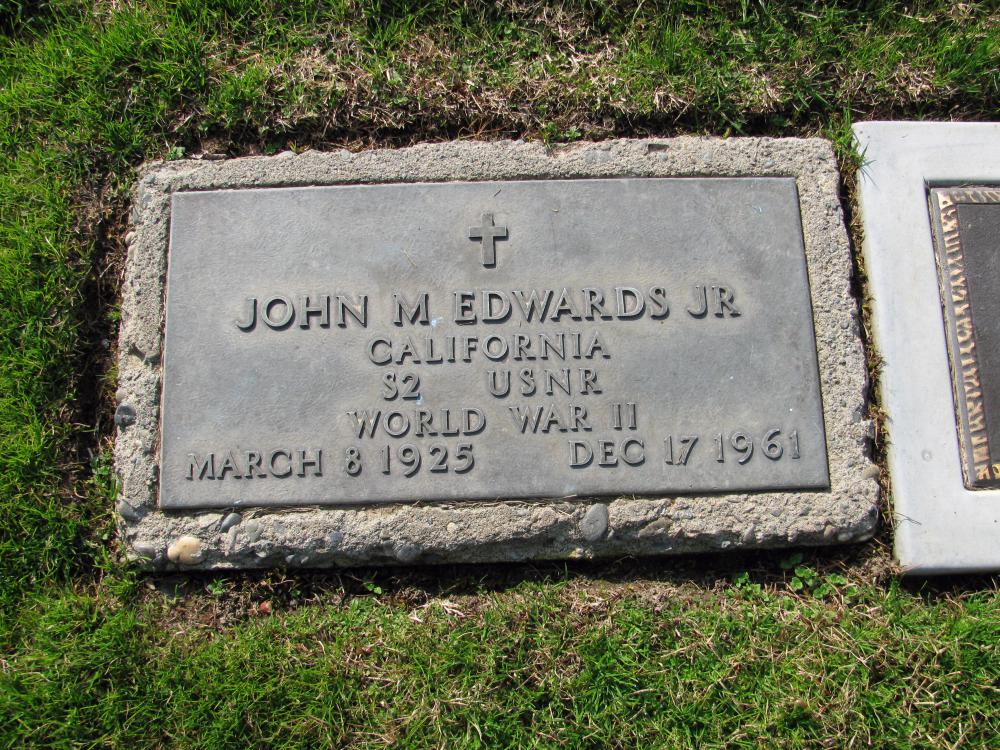 JOHN M EDWARDS JR
CALIFORNIA
S2 USNR
WORLD WAR II
MARCH 8 1925 DEC 17 1961